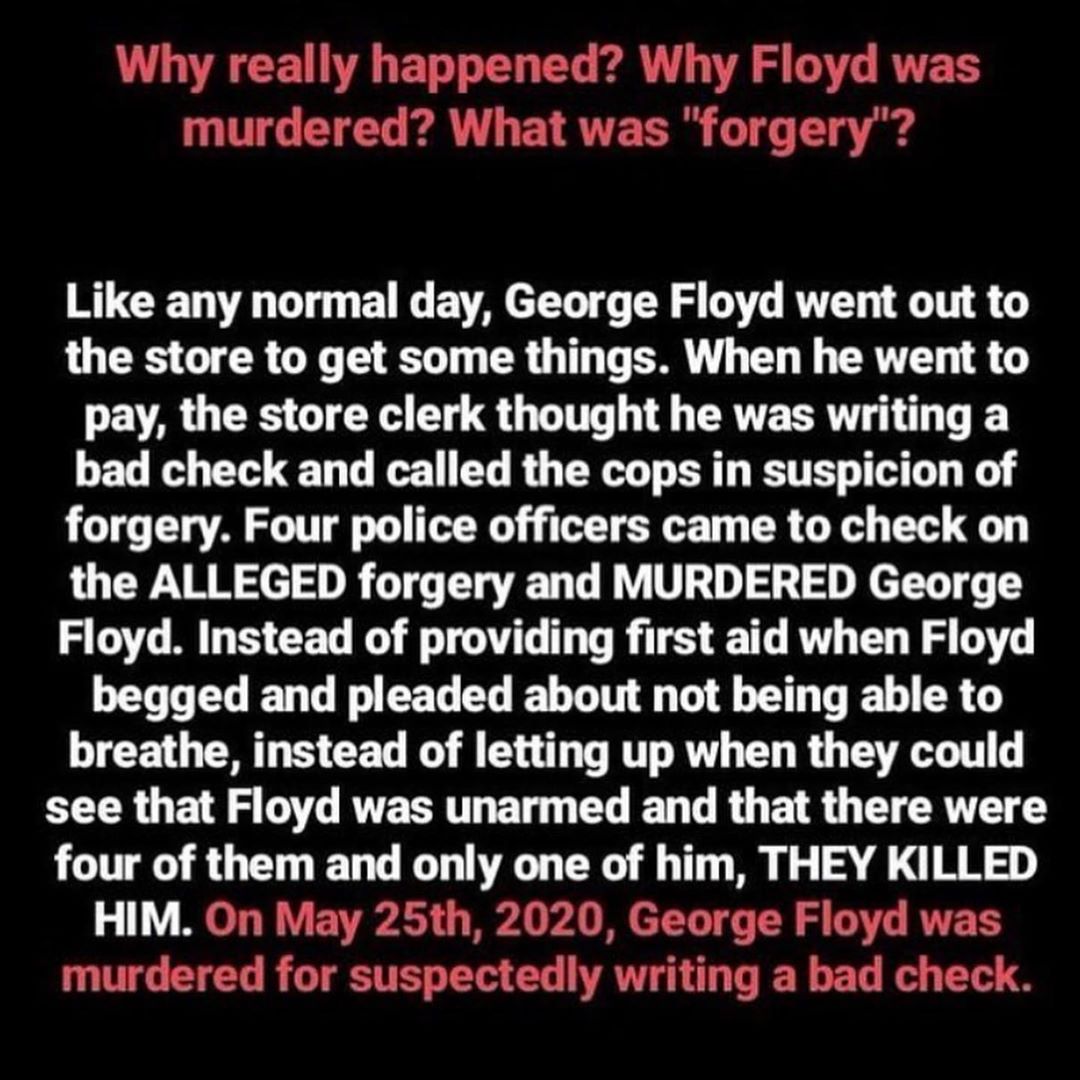 Why really happened? Why Floyd was
murdered? What was "forgery"?
Like any normal day, George Floyd went out to
the store to get some things. When he went to
pay, the store clerk thought he was writing a
bad check and called the cops in suspicion of
forgery. Four police officers came to check on
the ALLEGED forgery and MURDERED George
Floyd. Instead of providing first aid when Floyd
begged and pleaded about not being able to
breathe, instead of letting up when they could
see that Floyd was unarmed and that there were
four of them and only one of him, THEY KILLED
HIM. On May 25th, 2020, George Floyd was
murdered for suspectedly writing a bad check.